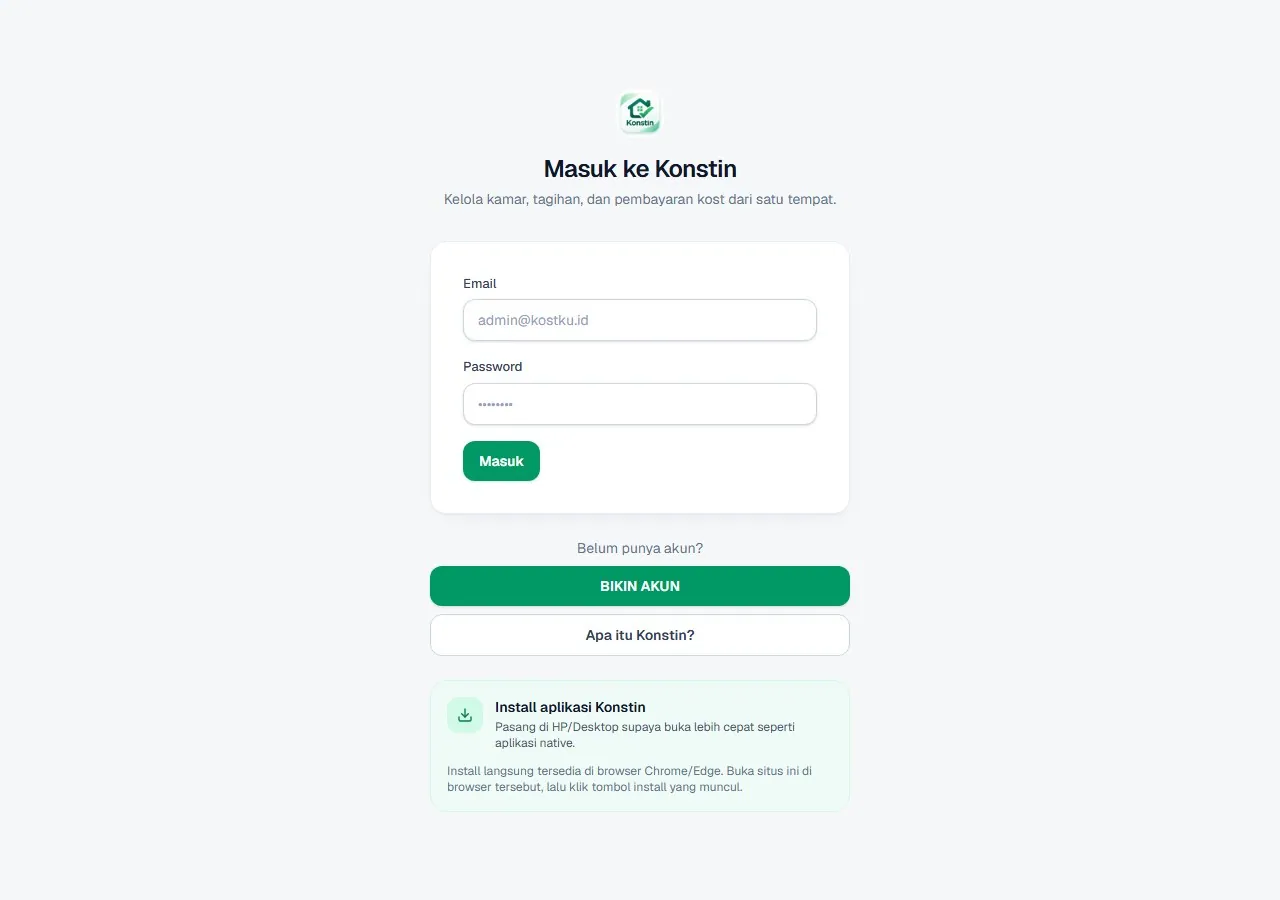 Konstin
Masuk ke Konstin
Kelola kamar, tagihan, dan pembayaran kost dari satu tempat.
Email
admin@kostku.id
Password
••••••••
Masuk
Belum punya akun?
BIKIN AKUN
Apa itu Konstin?
Install aplikasi Konstin
Pasang di HP/Desktop supaya buka lebih cepat seperti
aplikasi native.
Install langsung tersedia di browser Chrome/Edge. Buka situs ini di
browser tersebut, lalu klik tombol install yang muncul.